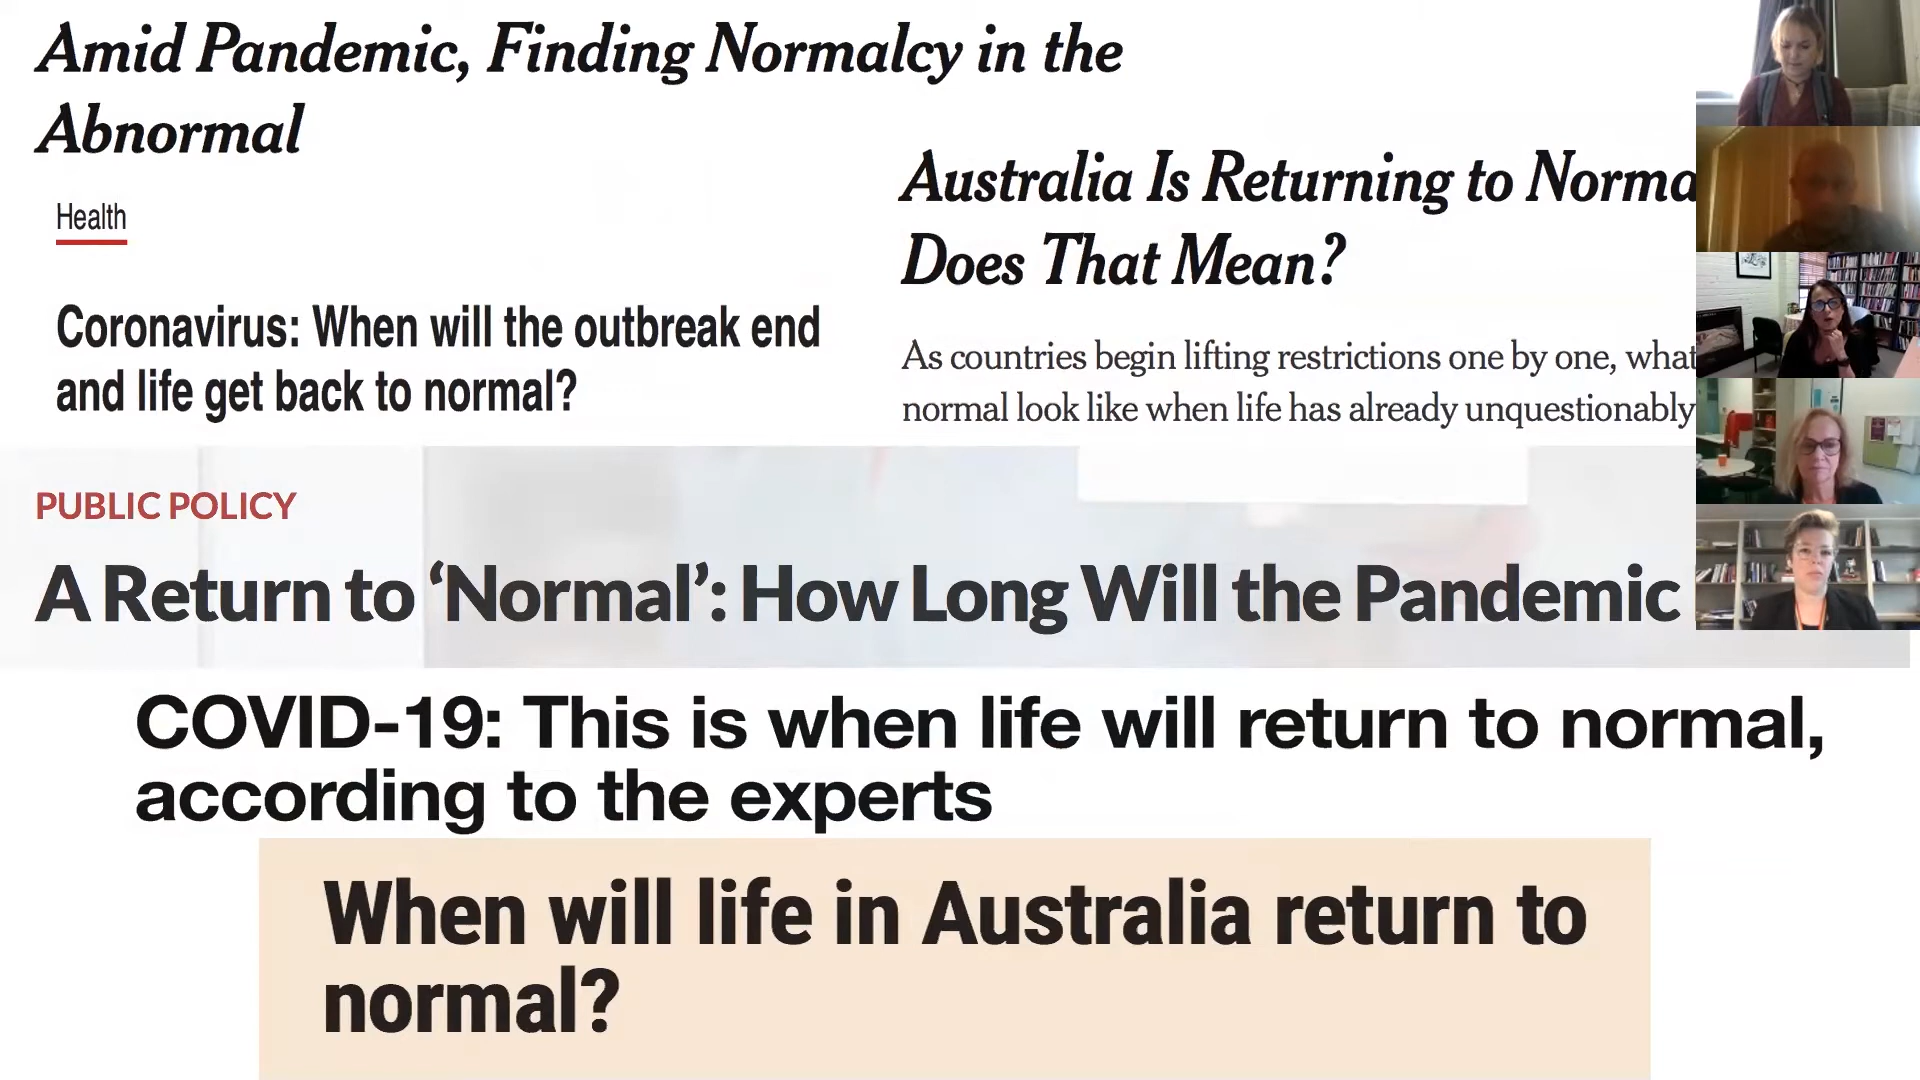 Amid Pandemic, Finding Normalcy in the
Abnormal
Health
Coronavirus: When will the outbreak end
and life get back to normal?
Australia Is Returning to Norma
Does That Mean?
As countries begin lifting restrictions one by one, what
normal look like when life has already unquestionably
PUBLIC POLICY
A Return to ‘Normal’: How Long Will the Pandemic
COVID-19: This is when life will return to normal,
according to the experts
When will life in Australia return to
normal?